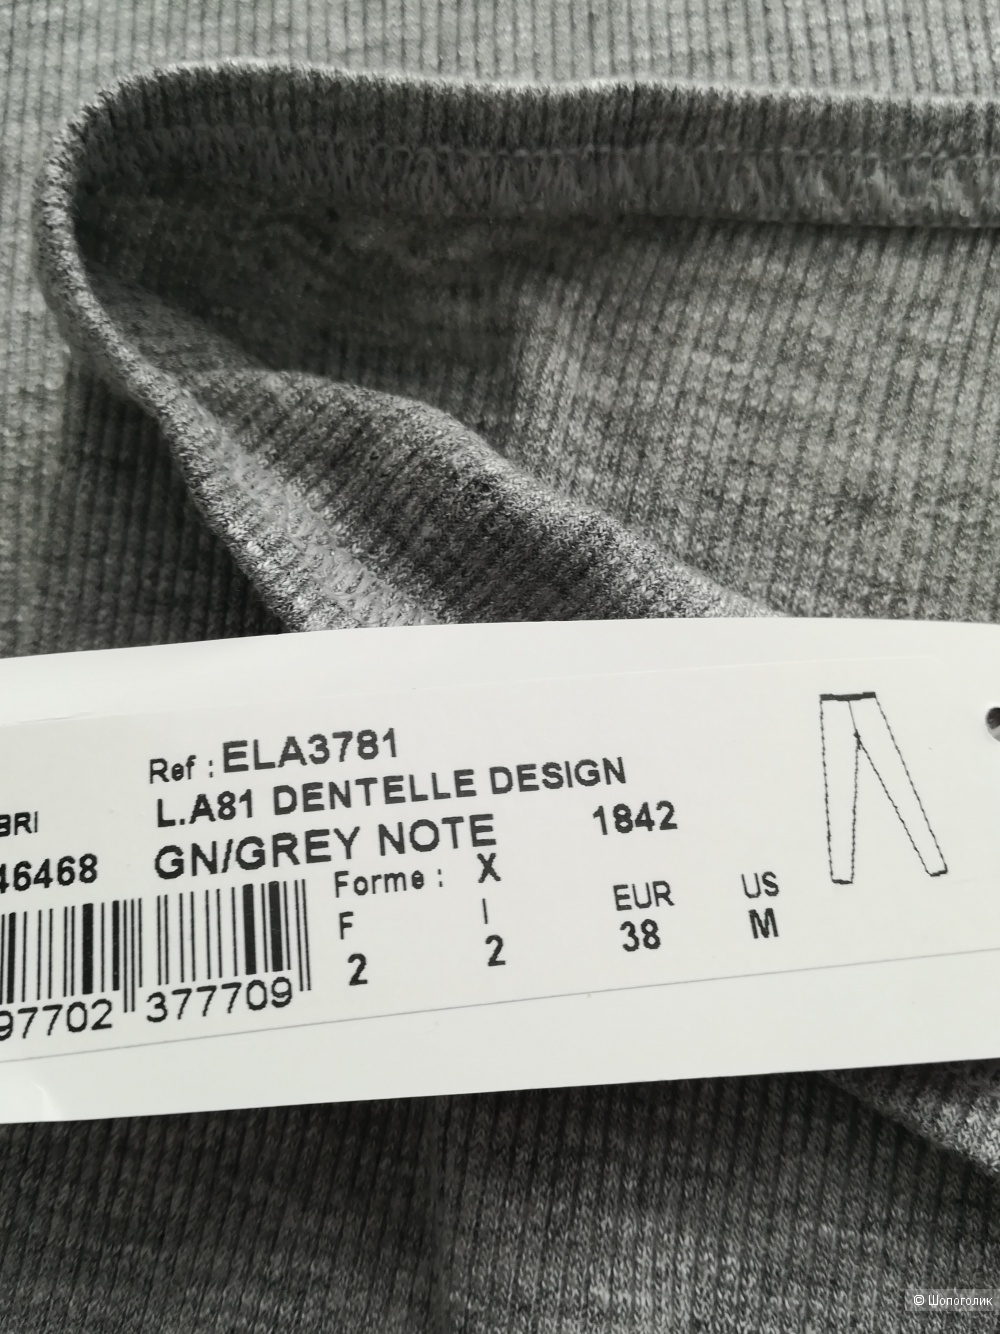 Ref : ELA3781
L.A81 DENTELLE DESIGN
GN/GREY NOTE 1842
BRI
46468
Forme : X
F I EUR US
2 2 38 M
97702 377709
© Шопоголик